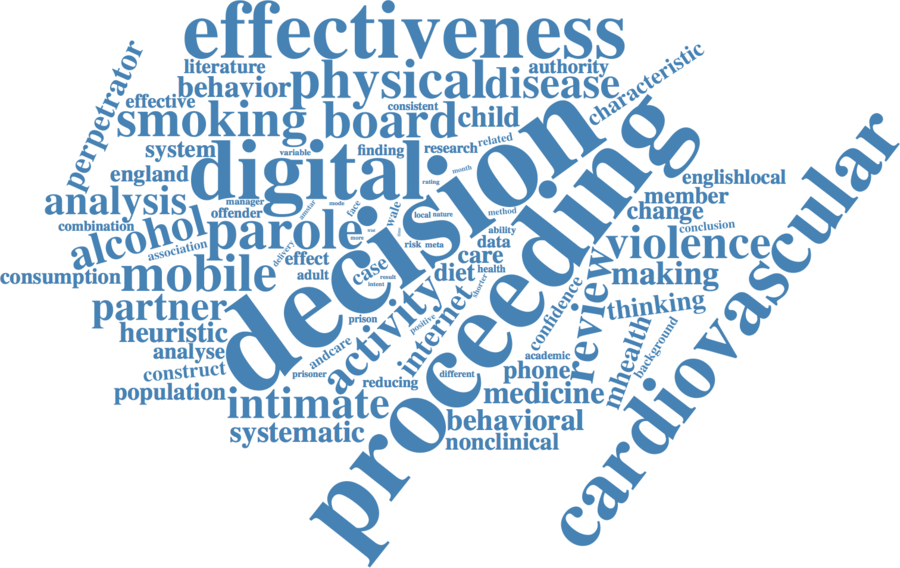 effectiveness
literature
authority
behavior
physical
disease
characteristic
perpetrator
effective
consistent
smoking
board
child
decision
proceeding
system
variable
finding
research
related
england
digital
month
rating
englishlocal
cardiovascular
analysis
manager
offender
mode
face
wale
local
nature
method
member
change
combination
alcohol
association
parole
delivery
more
risk
meta
ability
data
conclusion
violence
consumption
mobile
effect
adult
case
result
intent
care
diet
health
shorter
making
partner
activity
internet
review
confidence
thinking
heuristic
prison
positive
mhealth
background
analyse
andcare
academic
construct
prisoner
reducing
different
phone
population
intimate
medicine
systematic
behavioral
nonclinical